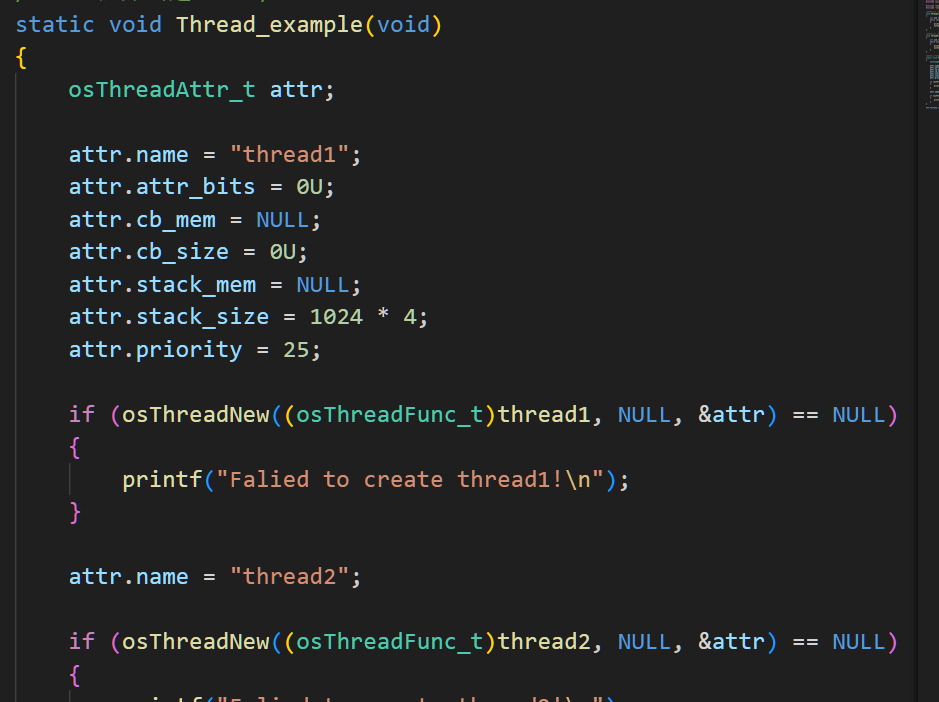 static void Thread_example(void)
{
    osThreadAttr_t attr;

    attr.name = "thread1";
    attr.attr_bits = 0U;
    attr.cb_mem = NULL;
    attr.cb_size = 0U;
    attr.stack_mem = NULL;
    attr.stack_size = 1024 * 4;
    attr.priority = 25;

    if (osThreadNew((osThreadFunc_t)thread1, NULL, &attr) == NULL)
    {
        printf("Falied to create thread1!\n");
    }

    attr.name = "thread2";

    if (osThreadNew((osThreadFunc_t)thread2, NULL, &attr) == NULL)
    {